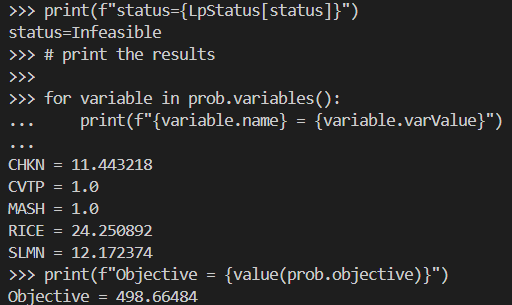 >>> print(f"status={LpStatus[status]}")
status=Infeasible
>>> # print the results
>>>
>>> for variable in prob.variables():
...     print(f"{variable.name} = {variable.varValue}")
...
CHKN = 11.443218
CVTP = 1.0
MASH = 1.0
RICE = 24.250892
SLMN = 12.172374
>>> print(f"Objective = {value(prob.objective)}")
Objective = 498.66484